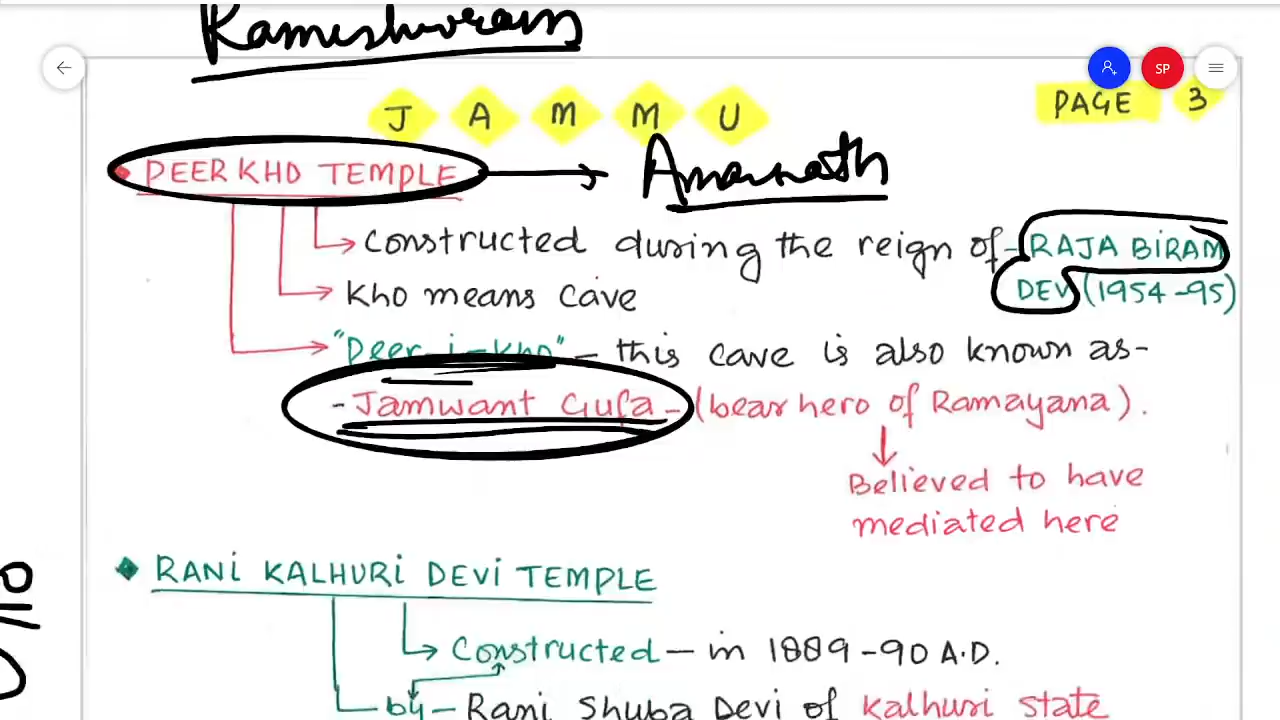 Rameshwaram
JAMMU PAGE 3
PEER KHO TEMPLE → Amarnath
Constructed during the reign of - RAJA BIRAM
DEV (1954-95)
Kho means cave
"Peer-i-Kho" - this cave is also known as-
- Jamwant Gufa - (bear hero of Ramayana).
Believed to have
mediated here
RANI KALHURI DEVI TEMPLE
Constructed - in 1889-90 A.D.
by - Rani Shuba Devi of Kalhuri State
SP